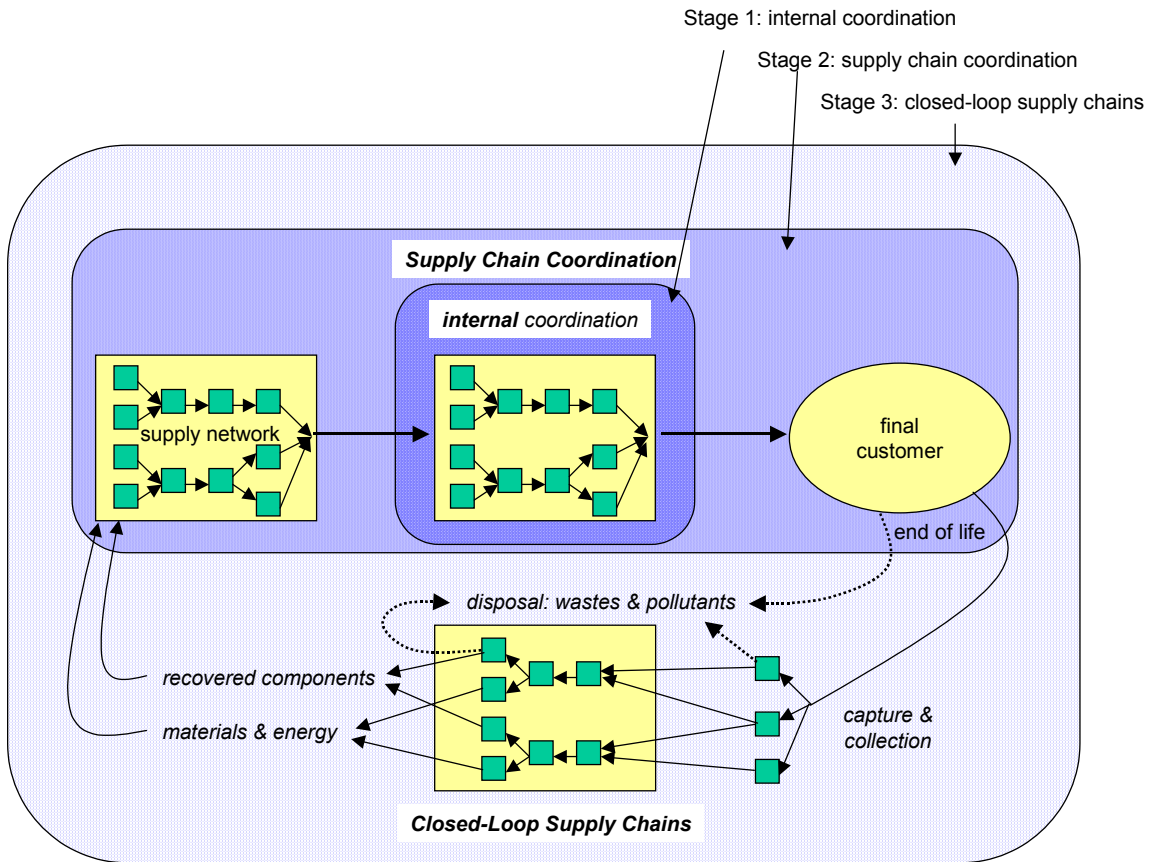 Stage 1: internal coordination
Stage 2: supply chain coordination
Stage 3: closed-loop supply chains
Supply Chain Coordination
internal coordination
supply network
final
customer
end of life
disposal: wastes & pollutants
recovered components
materials & energy
capture &
collection
Closed-Loop Supply Chains